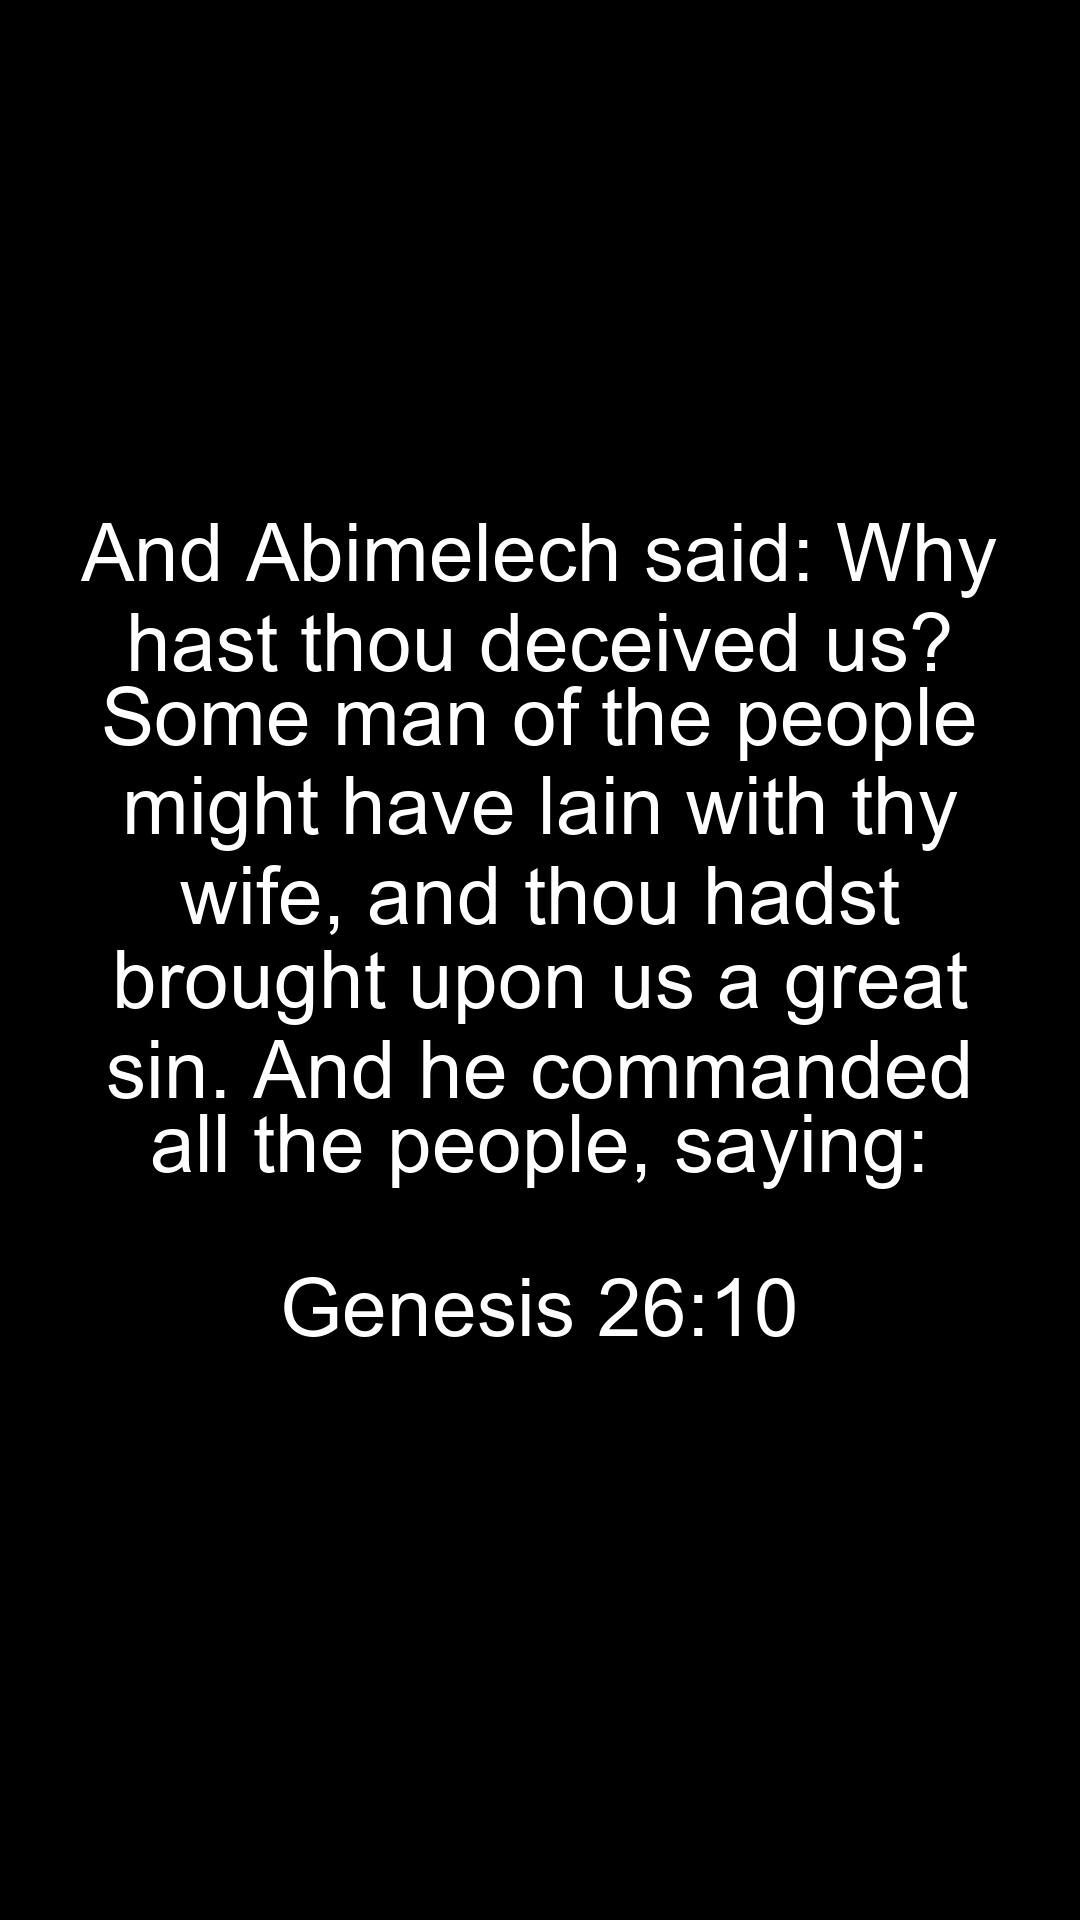 And Abimelech said: Why
hast thou deceived us?
Some man of the people
might have lain with thy
wife, and thou hadst
brought upon us a great
sin. And he commanded
all the people, saying:
Genesis 26:10